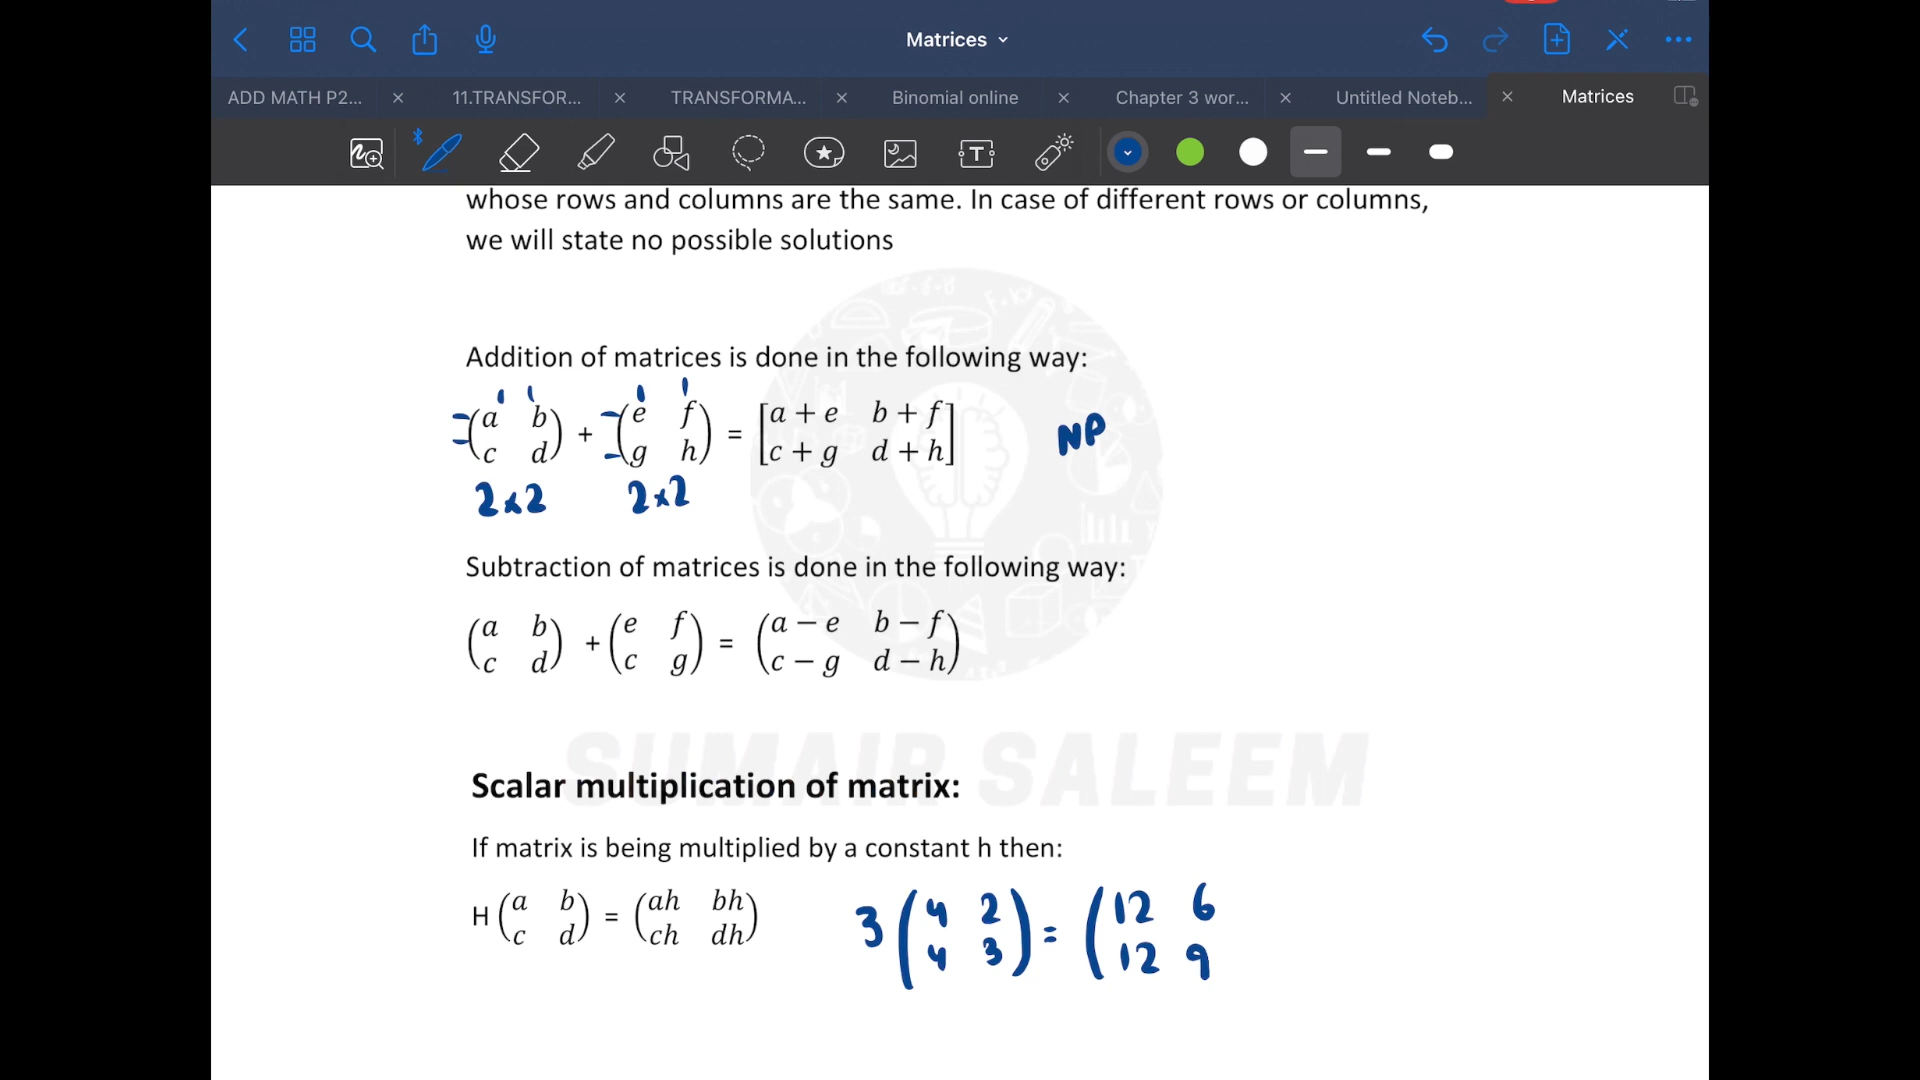 Matrices
ADD MATH P2... 11.TRANSFOR... TRANSFORMA... Binomial online Chapter 3 wor... Untitled Noteb... Matrices
whose rows and columns are the same. In case of different rows or columns,
we will state no possible solutions
Addition of matrices is done in the following way:
(a b) + (e f) = [a + e b + f]
(c d) (g h) [c + g d + h]
NP
2x2 2x2
Subtraction of matrices is done in the following way:
(a b) + (e f) = (a − e b − f)
(c d) (c g) (c − g d − h)
SUMAIR SALEEM
Scalar multiplication of matrix:
If matrix is being multiplied by a constant h then:
H (a b) = (ah bh) 3 (4 2) = (12 6
(c d) (ch dh) (4 3) (12 9